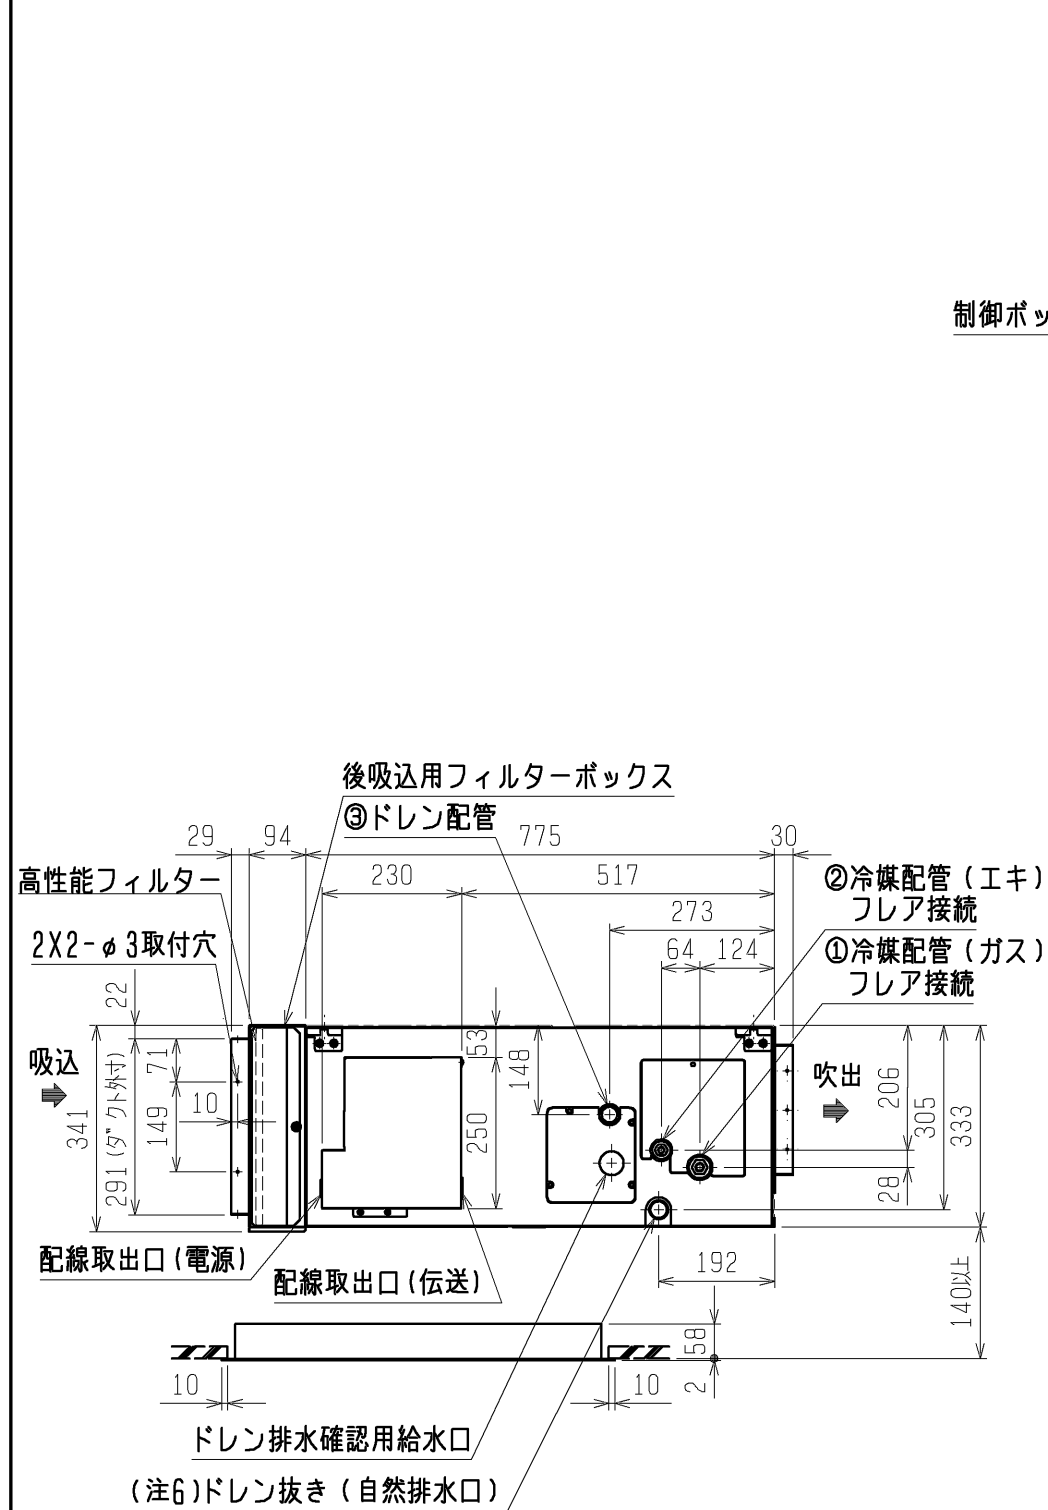 制御ボッ
後吸込用フィルターボックス
③ドレン配管
29 94 775 30
高性能フィルター
230 517
②冷媒配管(エキ)
フレア接続
273
2X2-φ3取付穴
64 124
①冷媒配管(ガス)
フレア接続
22
吸込
71
53
148
吹出
206
10
341
291(ダクト外寸)
149
250
305
333
28
配線取出口(電源)
配線取出口(伝送)
192
140以上
58
10
10
2
ドレン排水確認用給水口
(注6)ドレン抜き(自然排水口)